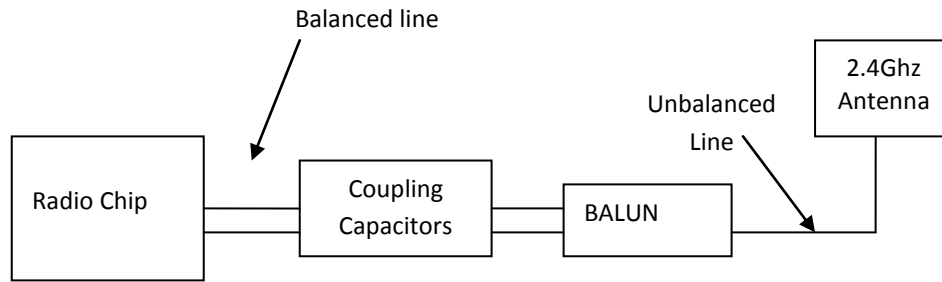 Balanced line
2.4Ghz
Antenna
Unbalanced
Line
Radio Chip
Coupling
Capacitors
BALUN